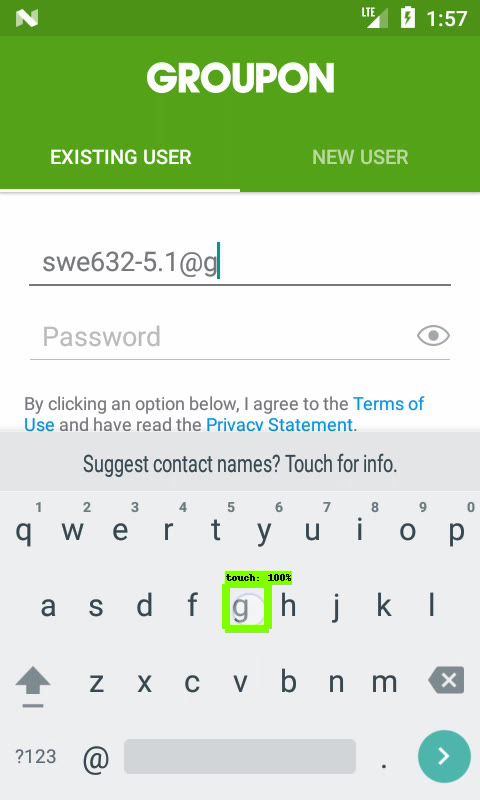 LTE 1:57
GROUPON
EXISTING USER NEW USER
swe632-5.1@g
Password
By clicking an option below, I agree to the Terms of
Use and have read the Privacy Statement.
Suggest contact names? Touch for info.
1 2 3 4 5 6 7 8 9 0
q w e r t y u i o p
touch: 100%
a s d f g h j k l
z x c v b n m
?123 @ .